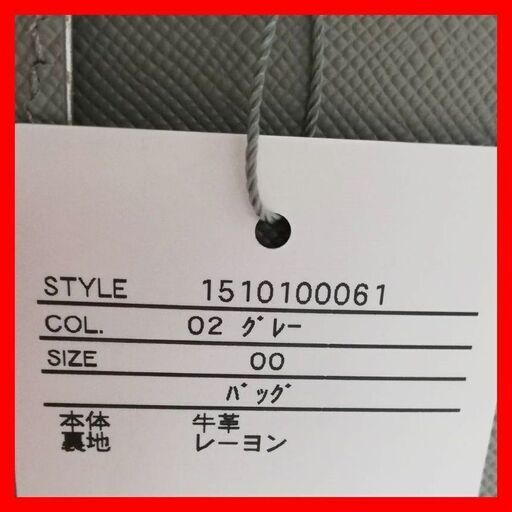 STYLE 1510100061
COL. 02 グレー
SIZE 00
バッグ
本体 牛革
裏地 レーヨン